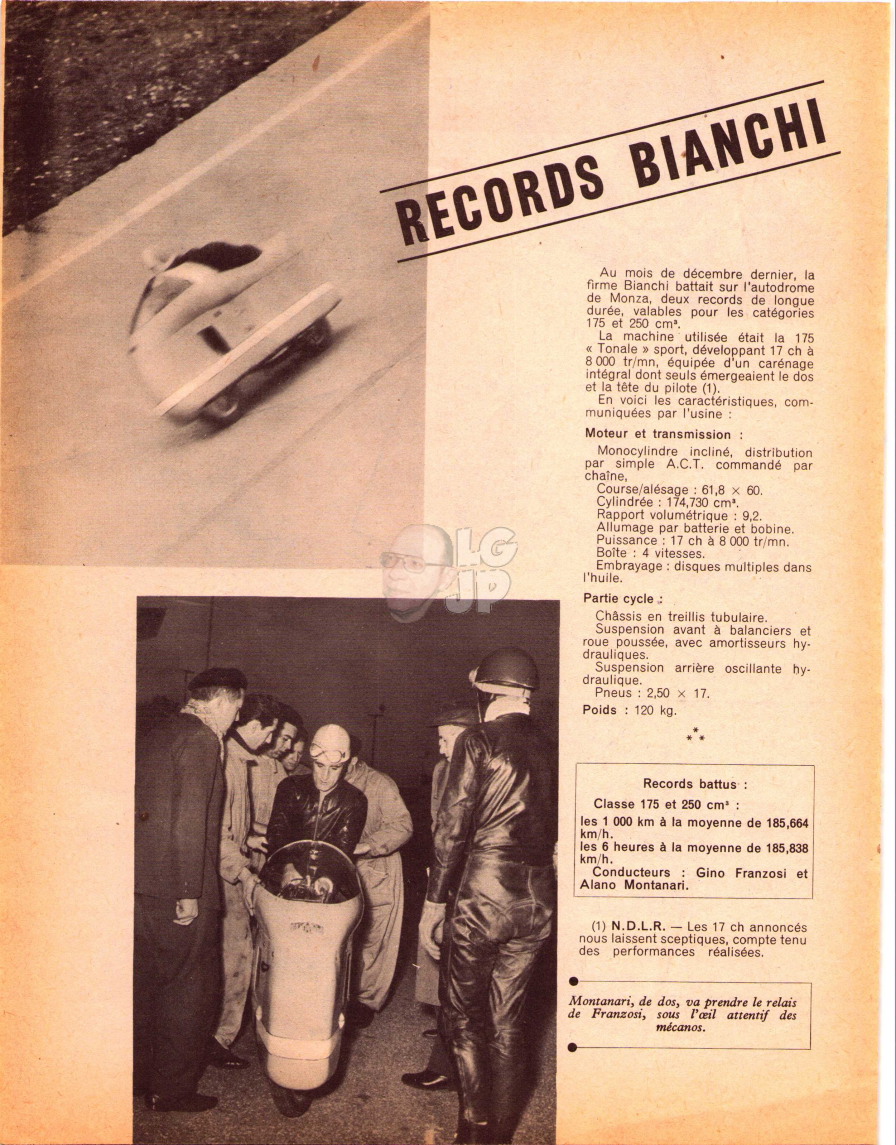 RECORDS BIANCHI
Au mois de décembre dernier, la
firme Bianchi battait sur l'autodrome
de Monza, deux records de longue
durée, valables pour les catégories
175 et 250 cm³.
La machine utilisée était la 175
« Tonale » sport, développant 17 ch à
8 000 tr/mn, équipée d'un carénage
intégral dont seuls émergeaient le dos
et la tête du pilote (1).
En voici les caractéristiques, com-
muniquées par l'usine :
Moteur et transmission :
Monocylindre incliné, distribution
par simple A.C.T. commandé par
chaîne,
Course/alésage : 61,8 × 60.
Cylindrée : 174,730 cm³.
Rapport volumétrique : 9,2.
Allumage par batterie et bobine.
Puissance : 17 ch à 8 000 tr/mn.
Boîte : 4 vitesses.
Embrayage : disques multiples dans
l'huile.
Partie cycle :
Châssis en treillis tubulaire.
Suspension avant à balanciers et
roue poussée, avec amortisseurs hy-
drauliques.
Suspension arrière oscillante hy-
draulique.
Pneus : 2,50 × 17.
Poids : 120 kg.
***
Records battus :
Classe 175 et 250 cm³ :
les 1 000 km à la moyenne de 185,664
km/h.
les 6 heures à la moyenne de 185,838
km/h.
Conducteurs : Gino Franzosi et
Alano Montanari.
(1) N.D.L.R. — Les 17 ch annoncés
nous laissent sceptiques, compte tenu
des performances réalisées.
Montanari, de dos, va prendre le relais
de Franzosi, sous l'œil attentif des
mécanos.
LG
JP